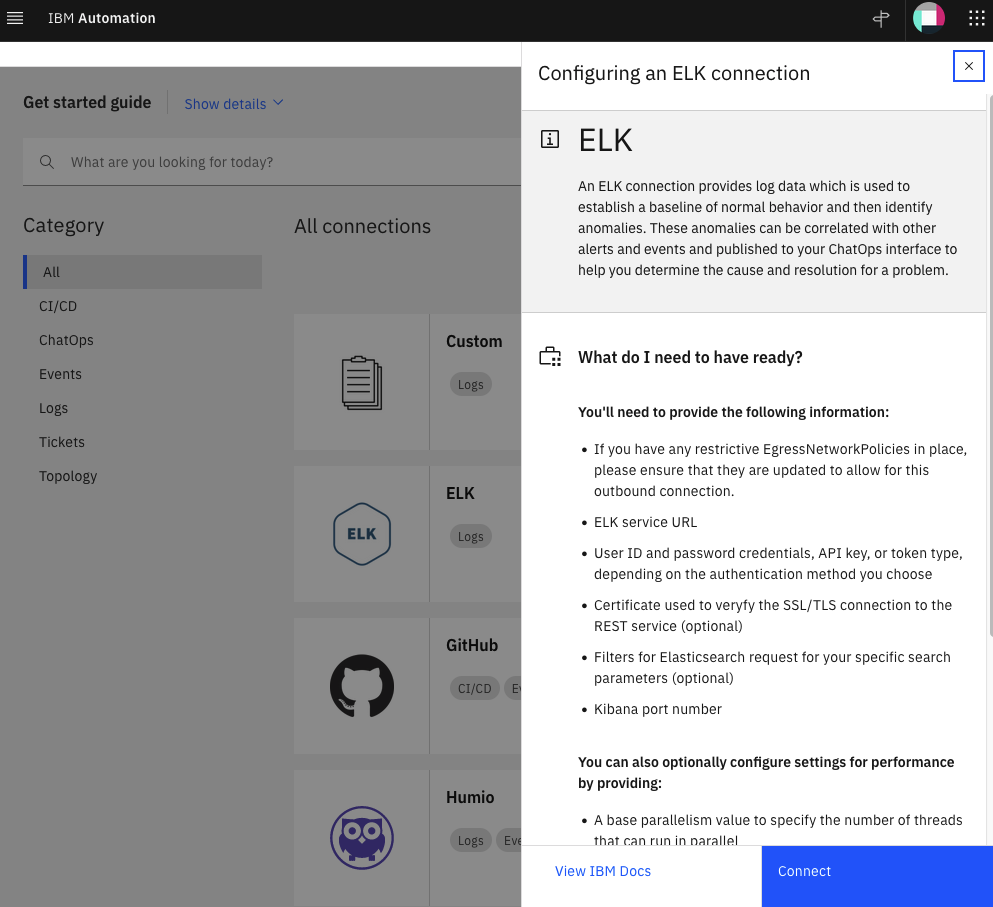 IBM Automation
Get started guide
Show details
What are you looking for today?
Category
All
CI/CD
ChatOps
Events
Logs
Tickets
Topology
All connections
Custom
Logs
ELK
ELK
Logs
GitHub
CI/CD
Ev
Humio
Logs
Eve
Configuring an ELK connection
ELK
An ELK connection provides log data which is used to
establish a baseline of normal behavior and then identify
anomalies. These anomalies can be correlated with other
alerts and events and published to your ChatOps interface to
help you determine the cause and resolution for a problem.
What do I need to have ready?
You'll need to provide the following information:
• If you have any restrictive EgressNetworkPolicies in place,
please ensure that they are updated to allow for this
outbound connection.
• ELK service URL
• User ID and password credentials, API key, or token type,
depending on the authentication method you choose
• Certificate used to veryfy the SSL/TLS connection to the
REST service (optional)
• Filters for Elasticsearch request for your specific search
parameters (optional)
• Kibana port number
You can also optionally configure settings for performance
by providing:
• A base parallelism value to specify the number of threads
that can run in parallel
View IBM Docs
Connect